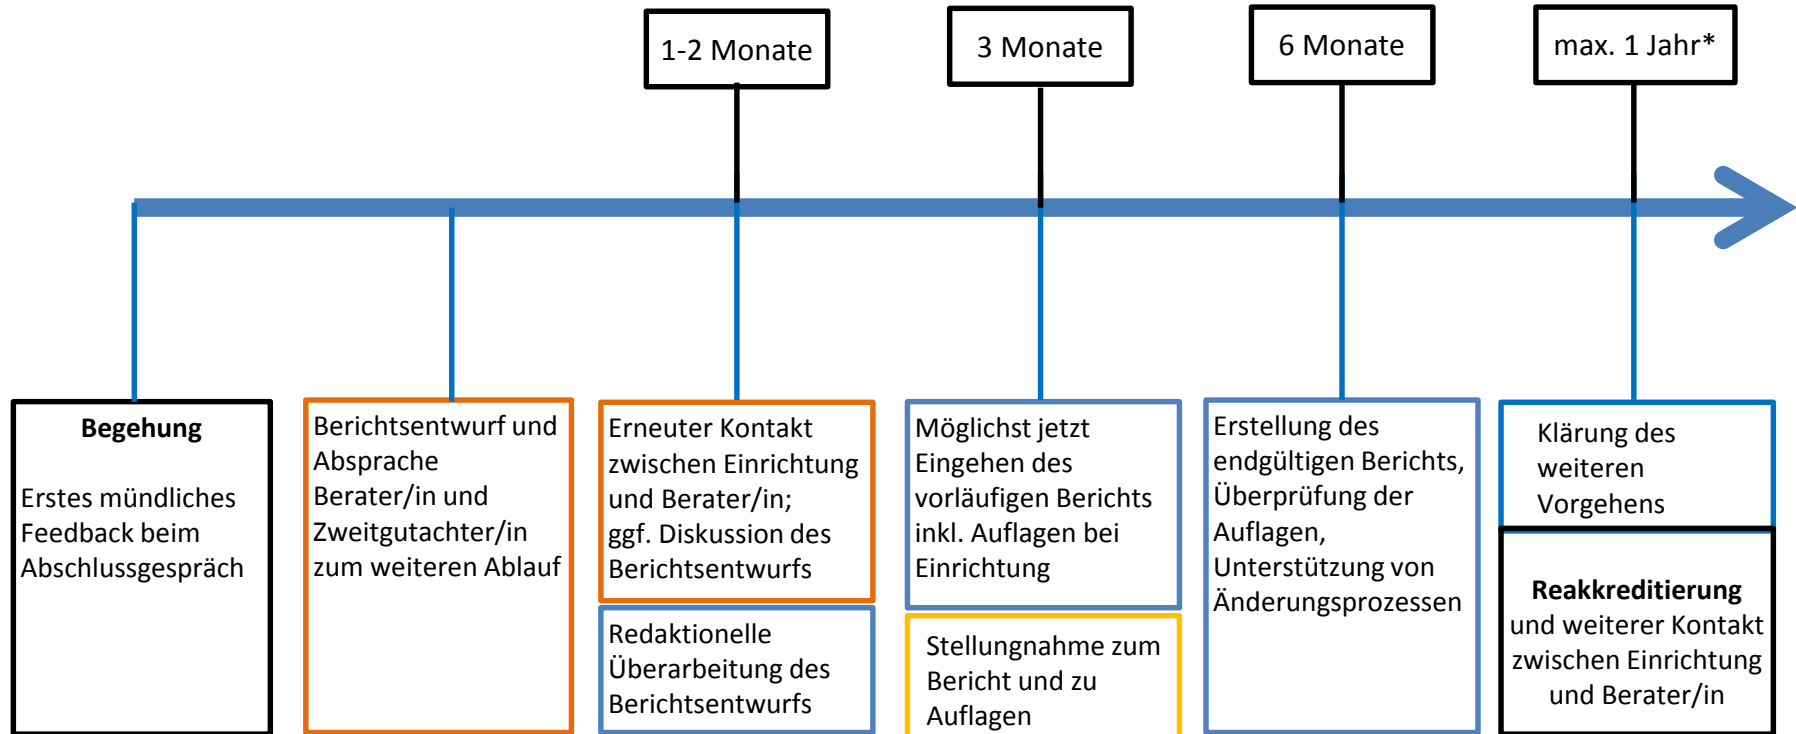 1-2 Monate
3 Monate
6 Monate
max. 1 Jahr*
Begehung
Erstes mündliches
Feedback beim
Abschlussgespräch
Berichtsentwurf und
Absprache
Berater/in und
Zweitgutachter/in
zum weiteren Ablauf
Erneuter Kontakt
zwischen Einrichtung
und Berater/in;
ggf. Diskussion des
Berichtsentwurfs
Redaktionelle
Überarbeitung des
Berichtsentwurfs
Möglichst jetzt
Eingehen des
vorläufigen Berichts
inkl. Auflagen bei
Einrichtung
Stellungnahme zum
Bericht und zu
Auflagen
Erstellung des
endgültigen Berichts,
Überprüfung der
Auflagen,
Unterstützung von
Änderungsprozessen
Klärung des
weiteren
Vorgehens
Reakkreditierung
und weiterer Kontakt
zwischen Einrichtung
und Berater/in